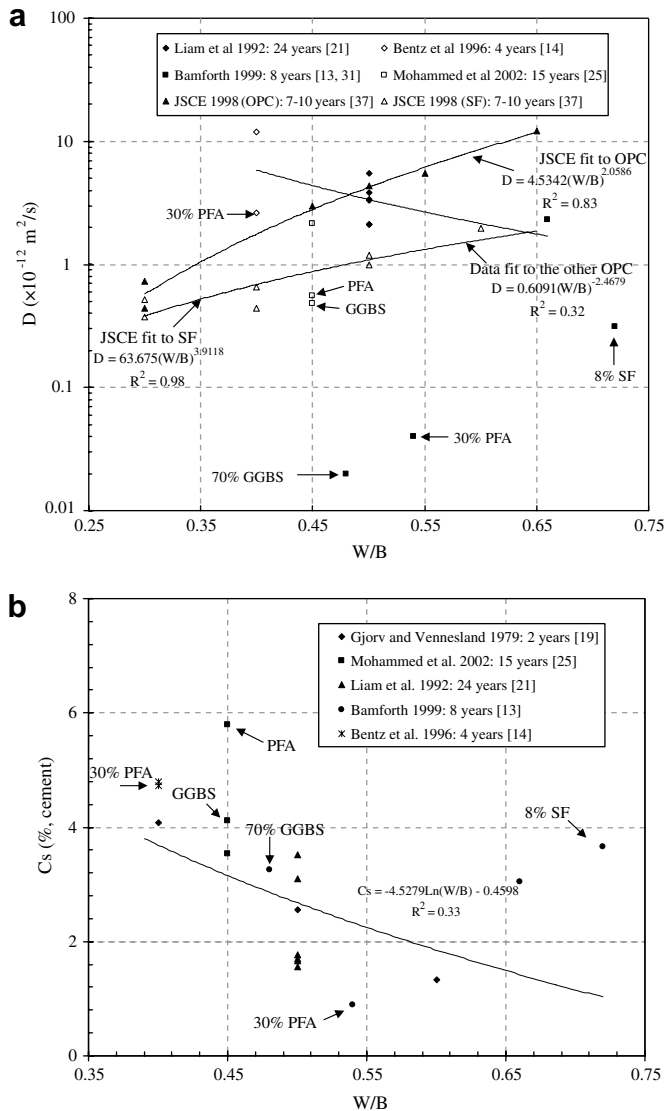 a
100
10
1
0.1
0.01
D (×10⁻¹² m²/s)
Liam et al 1992: 24 years [21]
Bentz et al 1996: 4 years [14]
Bamforth 1999: 8 years [13, 31]
Mohammed et al 2002: 15 years [25]
JSCE 1998 (OPC): 7-10 years [37]
JSCE 1998 (SF): 7-10 years [37]
JSCE fit to OPC
D = 4.5342(W/B)^2.0586
R² = 0.83
30% PFA
PFA
GGBS
Data fit to the other OPC
D = 0.6091(W/B)^-2.4679
R² = 0.32
JSCE fit to SF
D = 63.675(W/B)^3.9118
R² = 0.98
8% SF
30% PFA
70% GGBS
0.25 0.35 0.45 0.55 0.65 0.75
W/B
b
8
6
4
2
0
Cs (%, cement)
Gjorv and Vennesland 1979: 2 years [19]
Mohammed et al. 2002: 15 years [25]
Liam et al. 1992: 24 years [21]
Bamforth 1999: 8 years [13]
Bentz et al. 1996: 4 years [14]
PFA
30% PFA
GGBS
70% GGBS
8% SF
Cs = -4.5279Ln(W/B) - 0.4598
R² = 0.33
30% PFA
0.35 0.45 0.55 0.65 0.75
W/B